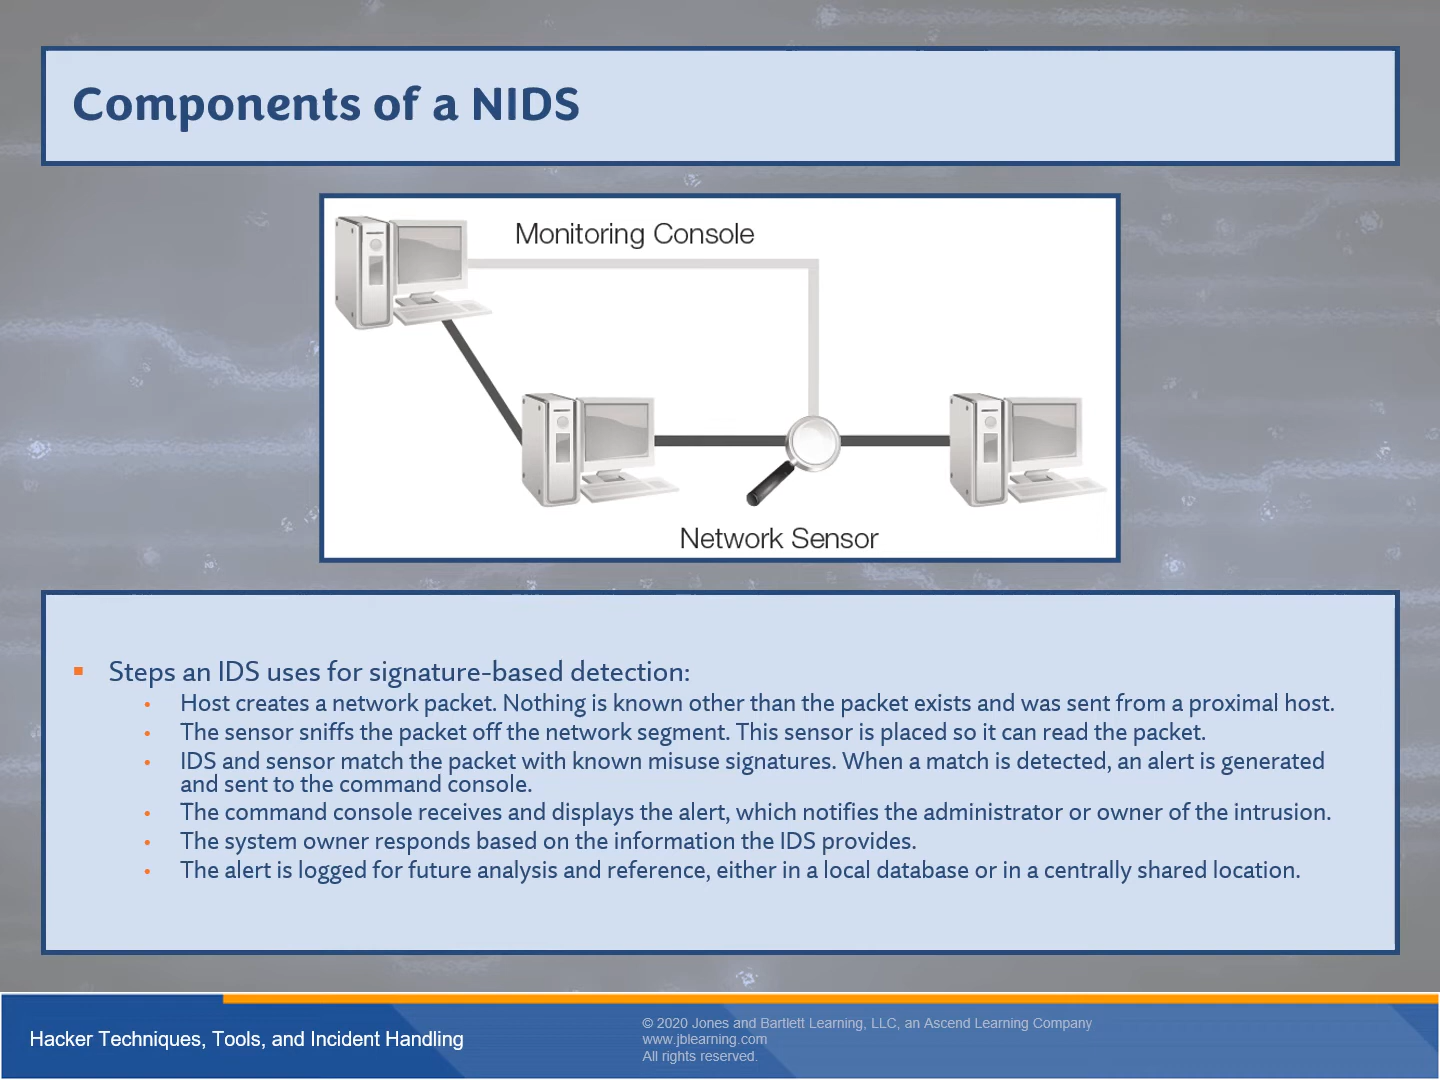 Components of a NIDS
Monitoring Console
Network Sensor
Steps an IDS uses for signature-based detection:
Host creates a network packet. Nothing is known other than the packet exists and was sent from a proximal host.
The sensor sniffs the packet off the network segment. This sensor is placed so it can read the packet.
IDS and sensor match the packet with known misuse signatures. When a match is detected, an alert is generated
and sent to the command console.
The command console receives and displays the alert, which notifies the administrator or owner of the intrusion.
The system owner responds based on the information the IDS provides.
The alert is logged for future analysis and reference, either in a local database or in a centrally shared location.
Hacker Techniques, Tools, and Incident Handling
© 2020 Jones and Bartlett Learning, LLC, an Ascend Learning Company
www.jblearning.com
All rights reserved.